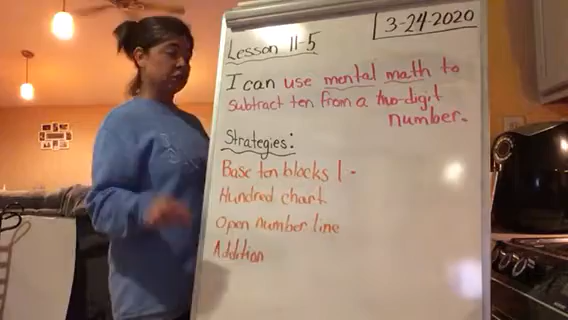 3-24-2020
Lesson 11-5
I can use mental math to
subtract ten from a two-digit
number.
Strategies:
Base ten blocks | .
Hundred chart
Open number line
Addition